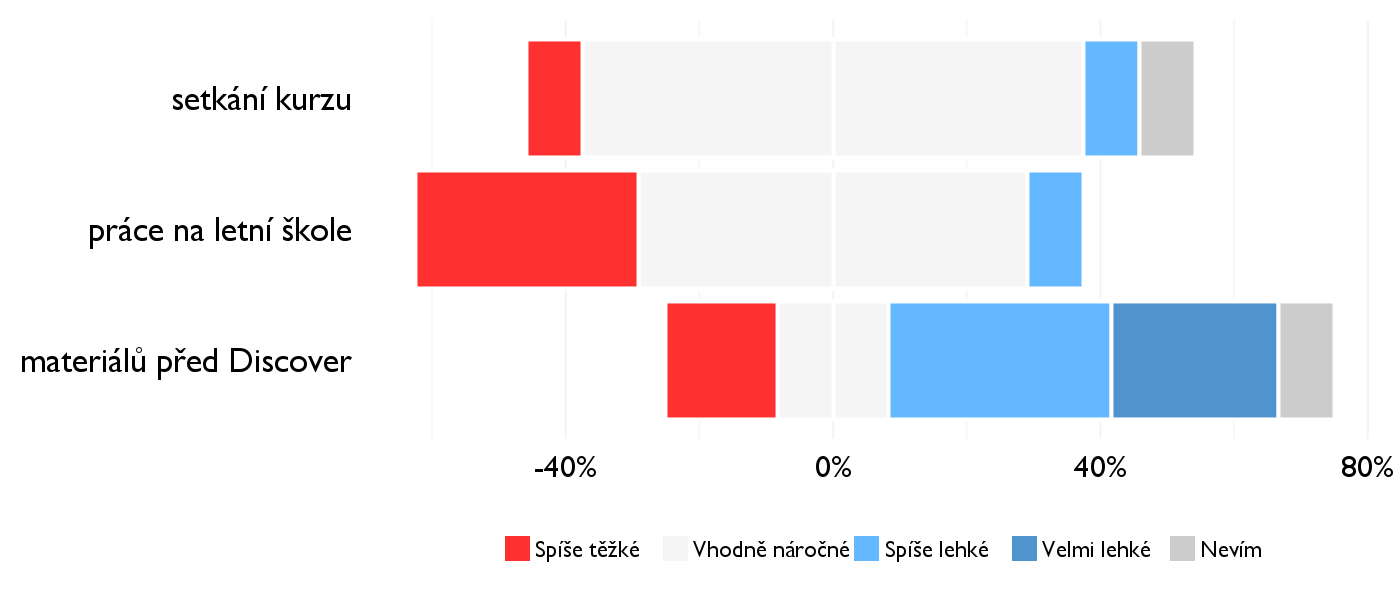 setkání kurzu
práce na letní škole
materiálů před Discover
-40% 0% 40% 80%
Spíše těžké Vhodně náročné Spíše lehké Velmi lehké Nevím